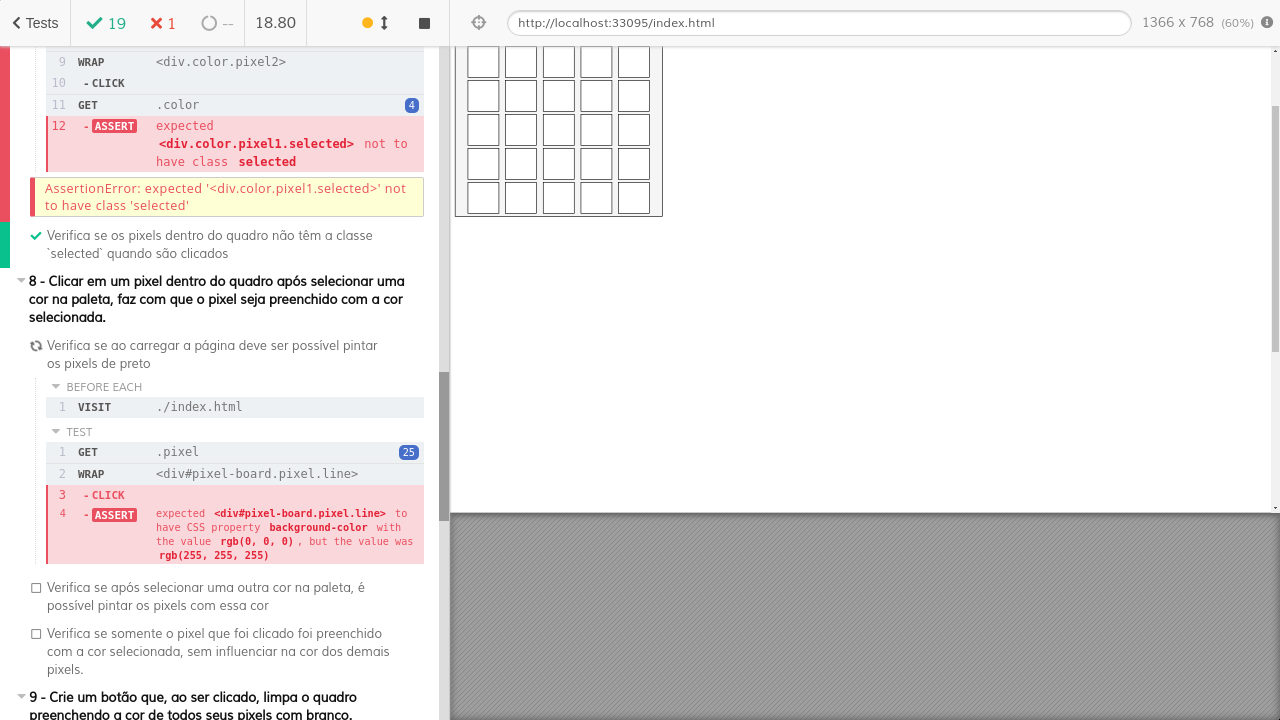 Tests 19 1 -- 18.80 http://localhost:33095/index.html 1366 x 768 (60%)
9 WRAP <div.color.pixel2>
10 - CLICK
11 GET .color 4
12 - ASSERT expected
<div.color.pixel1.selected> not to
have class selected
AssertionError: expected '<div.color.pixel1.selected>' not
to have class 'selected'
Verifica se os pixels dentro do quadro não têm a classe
`selected` quando são clicados
8 - Clicar em um pixel dentro do quadro após selecionar uma
cor na paleta, faz com que o pixel seja preenchido com a cor
selecionada.
Verifica se ao carregar a página deve ser possível pintar
os pixels de preto
BEFORE EACH
1 VISIT ./index.html
TEST
1 GET .pixel 25
2 WRAP <div#pixel-board.pixel.line>
3 - CLICK
4 - ASSERT expected <div#pixel-board.pixel.line> to
have CSS property background-color with
the value rgb(0, 0, 0), but the value was
rgb(255, 255, 255)
Verifica se após selecionar uma outra cor na paleta, é
possível pintar os pixels com essa cor
Verifica se somente o pixel que foi clicado foi preenchido
com a cor selecionada, sem influenciar na cor dos demais
pixels.
9 - Crie um botão que, ao ser clicado, limpa o quadro
preenchendo a cor de todos seus pixels com branco.